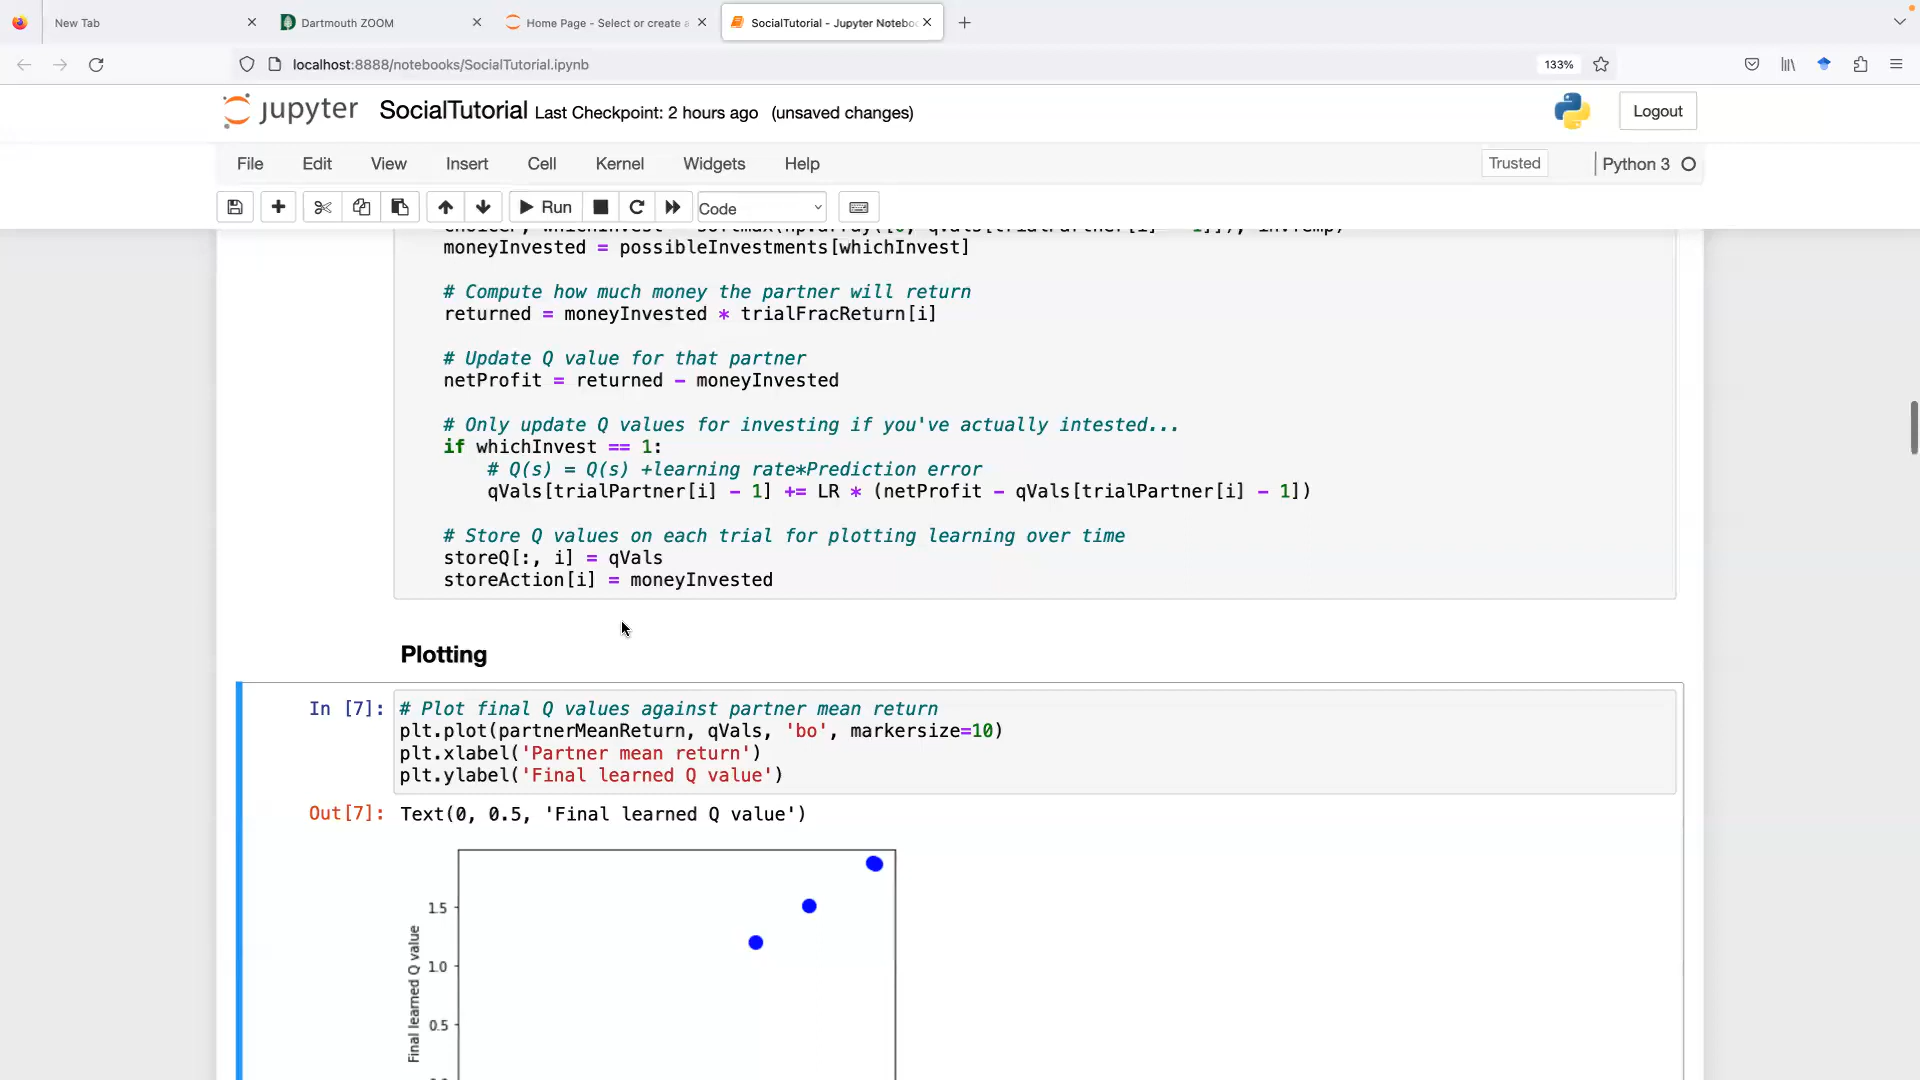 New Tab
Dartmouth ZOOM
Home Page - Select or create a
SocialTutorial - Jupyter Notebo
localhost:8888/notebooks/SocialTutorial.ipynb
133%
jupyter SocialTutorial Last Checkpoint: 2 hours ago (unsaved changes)
Logout
File Edit View Insert Cell Kernel Widgets Help
Trusted
Python 3
Run
Code
moneyInvested = possibleInvestments[whichInvest]
# Compute how much money the partner will return
returned = moneyInvested * trialFracReturn[i]
# Update Q value for that partner
netProfit = returned - moneyInvested
# Only update Q values for investing if you've actually intested...
if whichInvest == 1:
# Q(s) = Q(s) +learning rate*Prediction error
qVals[trialPartner[i] - 1] += LR * (netProfit - qVals[trialPartner[i] - 1])
# Store Q values on each trial for plotting learning over time
storeQ[:, i] = qVals
storeAction[i] = moneyInvested
Plotting
In [7]:
# Plot final Q values against partner mean return
plt.plot(partnerMeanReturn, qVals, 'bo', markersize=10)
plt.xlabel('Partner mean return')
plt.ylabel('Final learned Q value')
Out[7]: Text(0, 0.5, 'Final learned Q value')
1.5
1.0
0.5
Final learned Q value